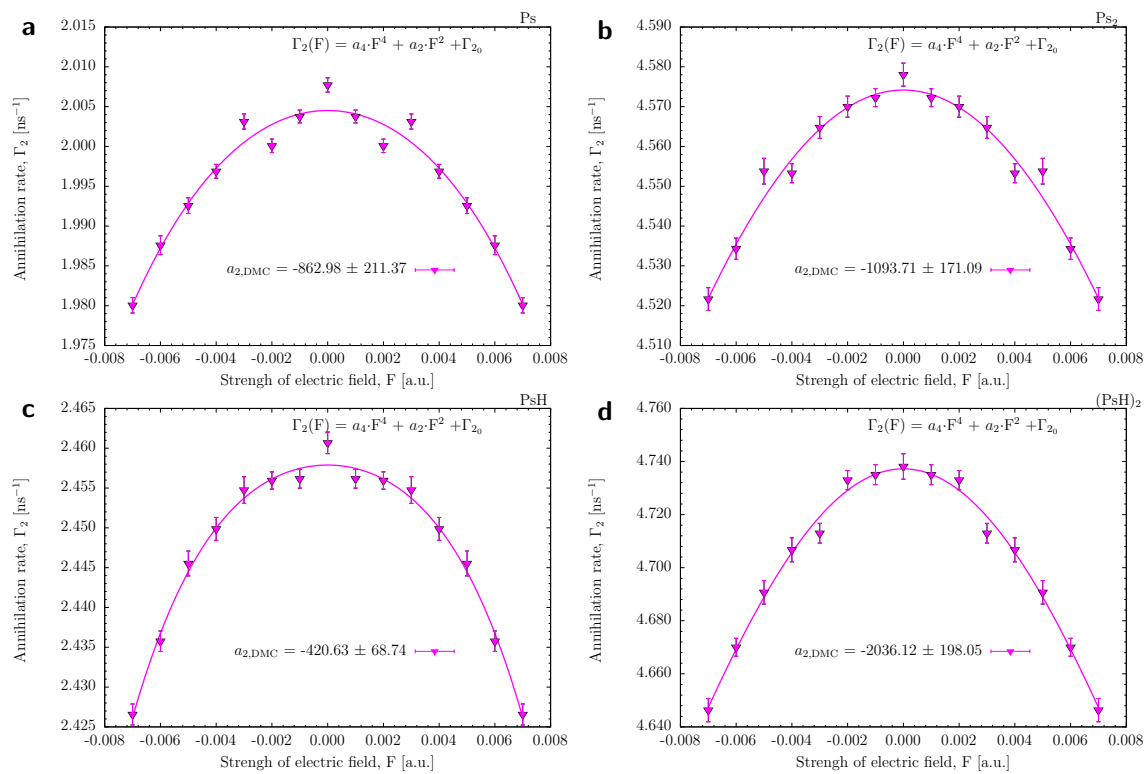 a
Ps
Γ₂(F) = a₄·F⁴ + a₂·F² +Γ₂₀
Annihilation rate, Γ₂ [ns⁻¹]
2.015
2.010
2.005
2.000
1.995
1.990
1.985
1.980
1.975
a₂,DMC = -862.98 ± 211.37
-0.008 -0.006 -0.004 -0.002 0.000 0.002 0.004 0.006 0.008
Strengh of electric field, F [a.u.]
b
Ps₂
Γ₂(F) = a₄·F⁴ + a₂·F² +Γ₂₀
Annihilation rate, Γ₂ [ns⁻¹]
4.590
4.580
4.570
4.560
4.550
4.540
4.530
4.520
4.510
a₂,DMC = -1093.71 ± 171.09
-0.008 -0.006 -0.004 -0.002 0.000 0.002 0.004 0.006 0.008
Strengh of electric field, F [a.u.]
c
PsH
Γ₂(F) = a₄·F⁴ + a₂·F² +Γ₂₀
Annihilation rate, Γ₂ [ns⁻¹]
2.465
2.460
2.455
2.450
2.445
2.440
2.435
2.430
2.425
a₂,DMC = -420.63 ± 68.74
-0.008 -0.006 -0.004 -0.002 0.000 0.002 0.004 0.006 0.008
Strengh of electric field, F [a.u.]
d
(PsH)₂
Γ₂(F) = a₄·F⁴ + a₂·F² +Γ₂₀
Annihilation rate, Γ₂ [ns⁻¹]
4.760
4.740
4.720
4.700
4.680
4.660
4.640
a₂,DMC = -2036.12 ± 198.05
-0.008 -0.006 -0.004 -0.002 0.000 0.002 0.004 0.006 0.008
Strengh of electric field, F [a.u.]